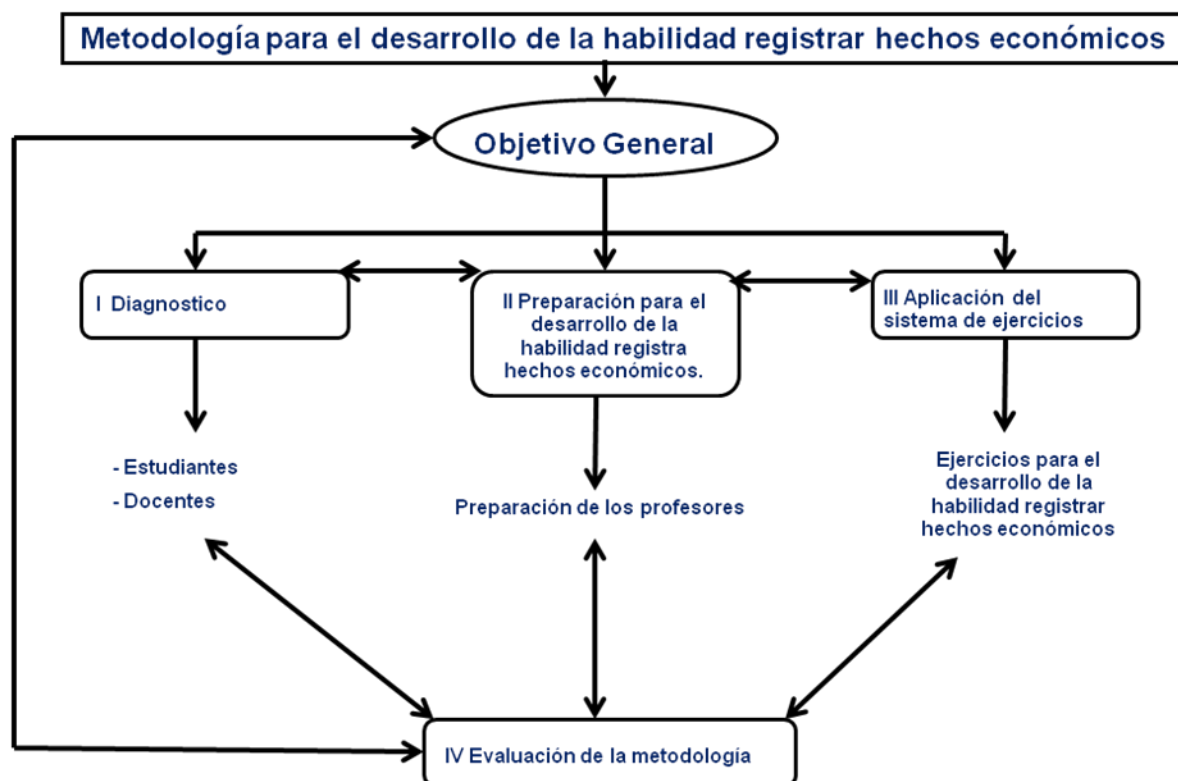 Metodología para el desarrollo de la habilidad registrar hechos económicos
Objetivo General
I Diagnostico
II Preparación para el
desarrollo de la
habilidad registra
hechos económicos.
III Aplicación del
sistema de ejercicios
- Estudiantes
- Docentes
Preparación de los profesores
Ejercicios para el
desarrollo de la
habilidad registrar
hechos económicos
IV Evaluación de la metodología